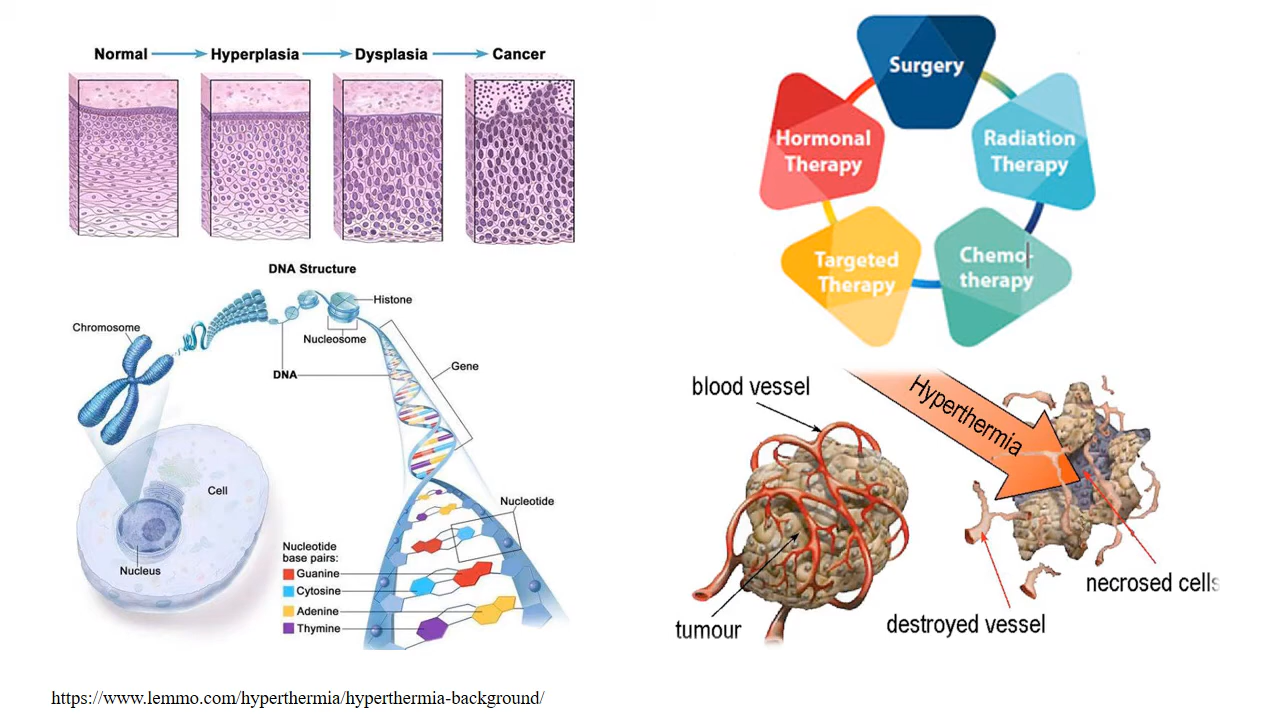 Normal
Hyperplasia
Dysplasia
Cancer
DNA Structure
Histone
Chromosome
Nucleosome
Gene
DNA
Cell
Nucleotide
Nucleus
Nucleotide
base pairs:
Guanine
Cytosine
Adenine
Thymine
Surgery
Hormonal
Therapy
Radiation
Therapy
Targeted
Therapy
Chemo-
therapy
blood vessel
Hyperthermia
necrosed cells
destroyed vessel
tumour
https://www.lemmo.com/hyperthermia/hyperthermia-background/